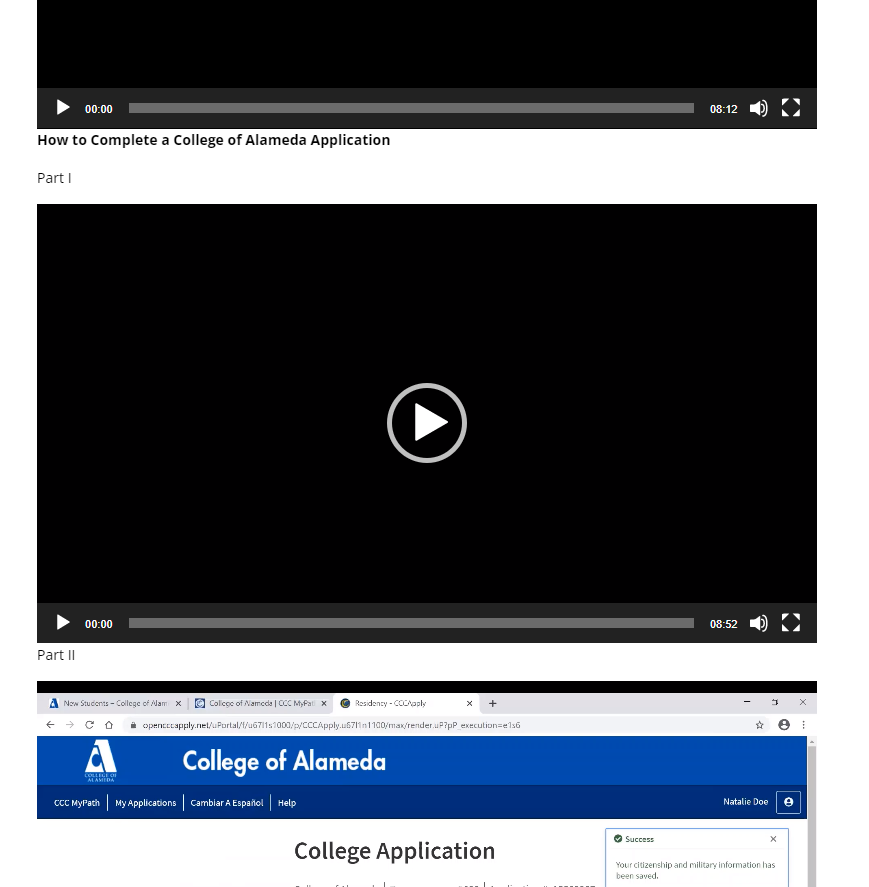 00:00 08:12
How to Complete a College of Alameda Application
Part I
00:00 08:52
Part II
New Students – College of Alam College of Alameda | CCC MyPat Residency - CCCApply
opencccapply.net/uPortal/f/u67l1s1000/p/CCCApply.u67l1n1100/max/render.uP?pP_execution=e1s6
COLLEGE OF
ALAMEDA
College of Alameda
CCC MyPath My Applications Cambiar A Español Help Natalie Doe
Success
College Application
Your citizenship and military information has
been saved.